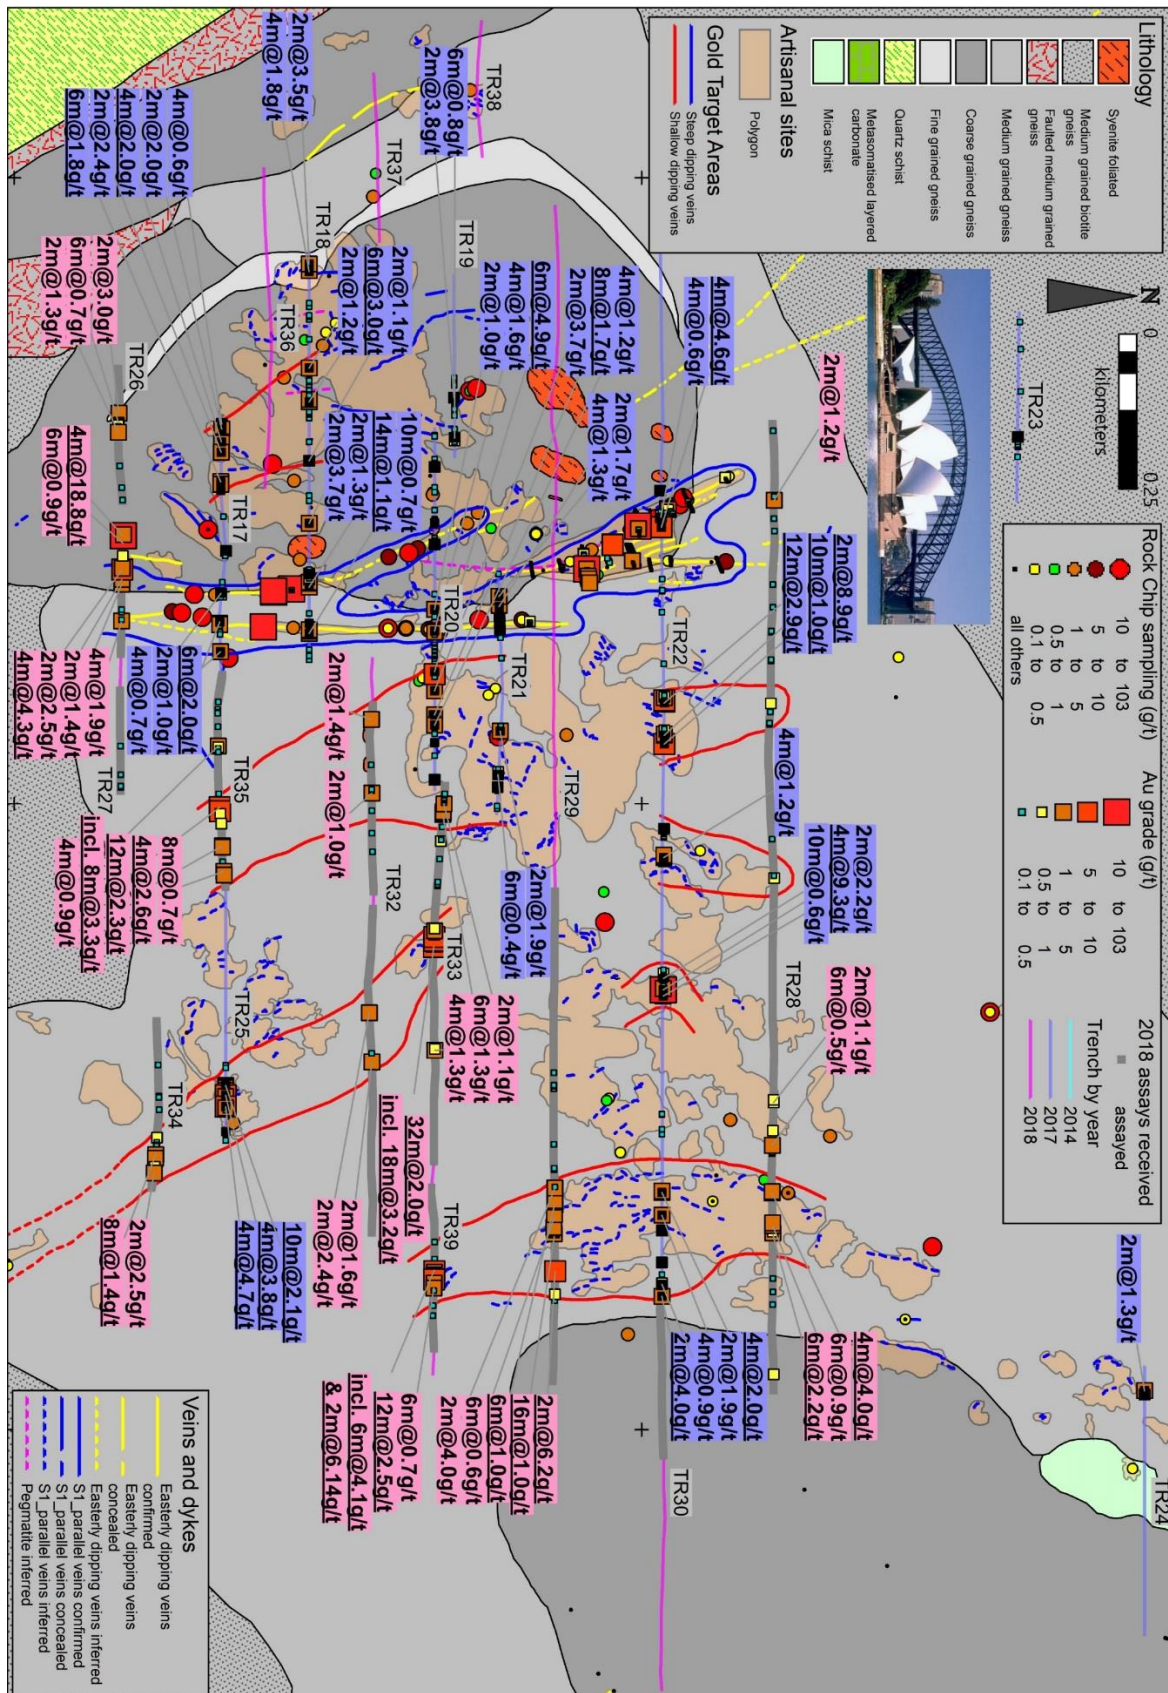 Lithology
Syenite foliated
Medium grained biotite
gneiss
Faulted medium grained
gneiss
Medium grained gneiss
Coarse grained gneiss
Fine grained gneiss
Quartz schist
Metasomatised layered
carbonate
Mica schist
Artisanal sites
Polygon
Gold Target Areas
Steep dipping veins
Shallow dipping veins
N
0 0.25
kilometers
TR23
Rock Chip sampling (g/t)
10 to 103
5 to 10
1 to 5
0.5 to 1
0.1 to 0.5
all others
Au grade (g/t)
10 to 103
5 to 10
1 to 5
0.5 to 1
0.1 to 0.5
2018 assays received
assayed
Trench by year
2014
2017
2018
2m@1.3g/t
TR24
2m@1.2g/t
TR28
2m@1.1g/t
6m@0.5g/t
4m@4.0g/t
6m@0.9g/t
6m@2.2g/t
4m@4.6g/t
4m@0.6g/t
2m@8.9g/t
10m@1.0g/t
12m@2.9g/t
TR22
4m@1.2g/t
2m@2.2g/t
4m@9.3g/t
10m@0.6g/t
4m@2.0g/t
2m@1.9g/t
4m@0.9g/t
2m@4.0g/t
TR30
4m@1.2g/t
8m@1.7g/t
2m@3.7g/t
2m@1.7g/t
4m@1.3g/t
TR29
2m@6.2g/t
16m@1.0g/t
6m@1.0g/t
6m@0.6g/t
2m@4.0g/t
6m@4.9g/t
4m@1.6g/t
2m@1.0g/t
TR21
2m@1.9g/t
6m@0.4g/t
TR38
6m@0.8g/t
2m@3.8g/t
TR19
10m@0.7g/t
14m@1.1g/t
2m@1.3g/t
2m@3.7g/t
TR20
TR33
2m@1.1g/t
6m@1.3g/t
4m@1.3g/t
32m@2.0g/t
incl. 18m@3.2g/t
TR39
6m@0.7g/t
12m@2.5g/t
incl. 6m@4.1g/t
& 2m@6.14g/t
TR37
2m@1.4g/t
2m@1.0g/t
TR32
2m@1.6g/t
2m@2.4g/t
2m@3.5g/t
4m@1.8g/t
TR18
2m@1.1g/t
6m@3.0g/t
2m@1.2g/t
TR36
4m@0.6g/t
2m@2.0g/t
4m@2.0g/t
2m@2.4g/t
6m@1.8g/t
TR17
6m@2.0g/t
2m@1.0g/t
4m@0.7g/t
TR35
8m@0.7g/t
4m@2.6g/t
12m@2.3g/t
incl. 8m@3.3g/t
4m@0.9g/t
TR25
10m@2.1g/t
4m@3.8g/t
4m@4.7g/t
TR34
2m@2.5g/t
8m@1.4g/t
2m@3.0g/t
6m@0.7g/t
2m@1.3g/t
TR26
4m@18.8g/t
6m@0.9g/t
4m@1.9g/t
2m@1.4g/t
2m@2.5g/t
4m@4.3g/t
TR27
Veins and dykes
Easterly dipping veins
confirmed
Easterly dipping veins
concealed
Easterly dipping veins inferred
S1_parallel veins confirmed
S1_parallel veins concealed
S1_parallel veins inferred
Pegmatite inferred